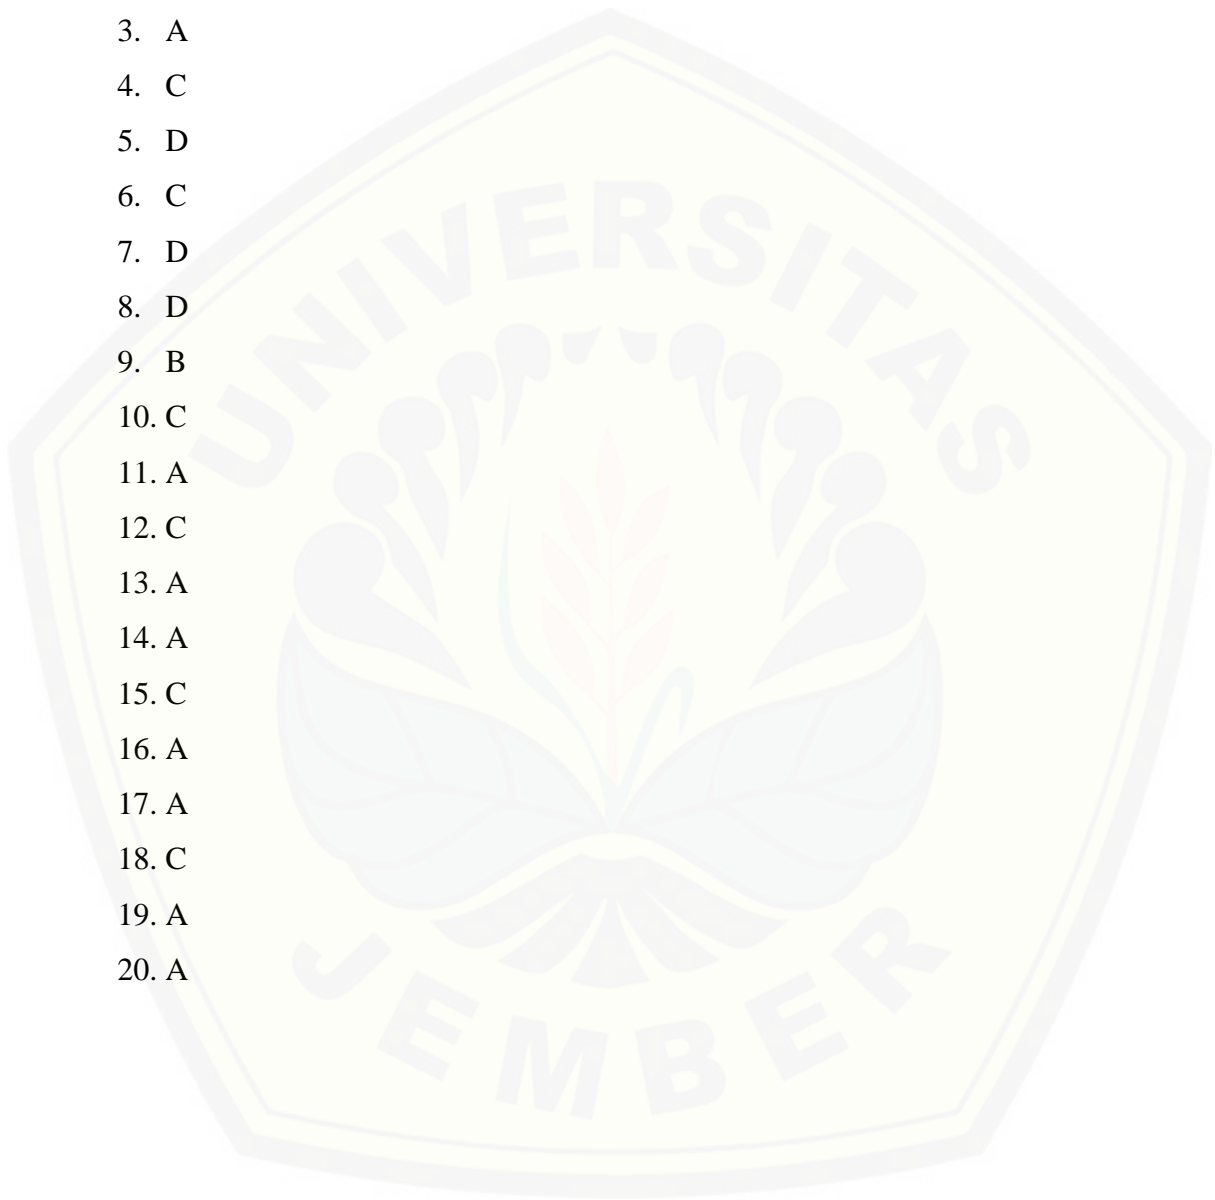 3. A
4. C
5. D
6. C
7. D
8. D
9. B
10. C
11. A
12. C
13. A
14. A
15. C
16. A
17. A
18. C
19. A
20. A
UNIVERSITAS
JEMBER